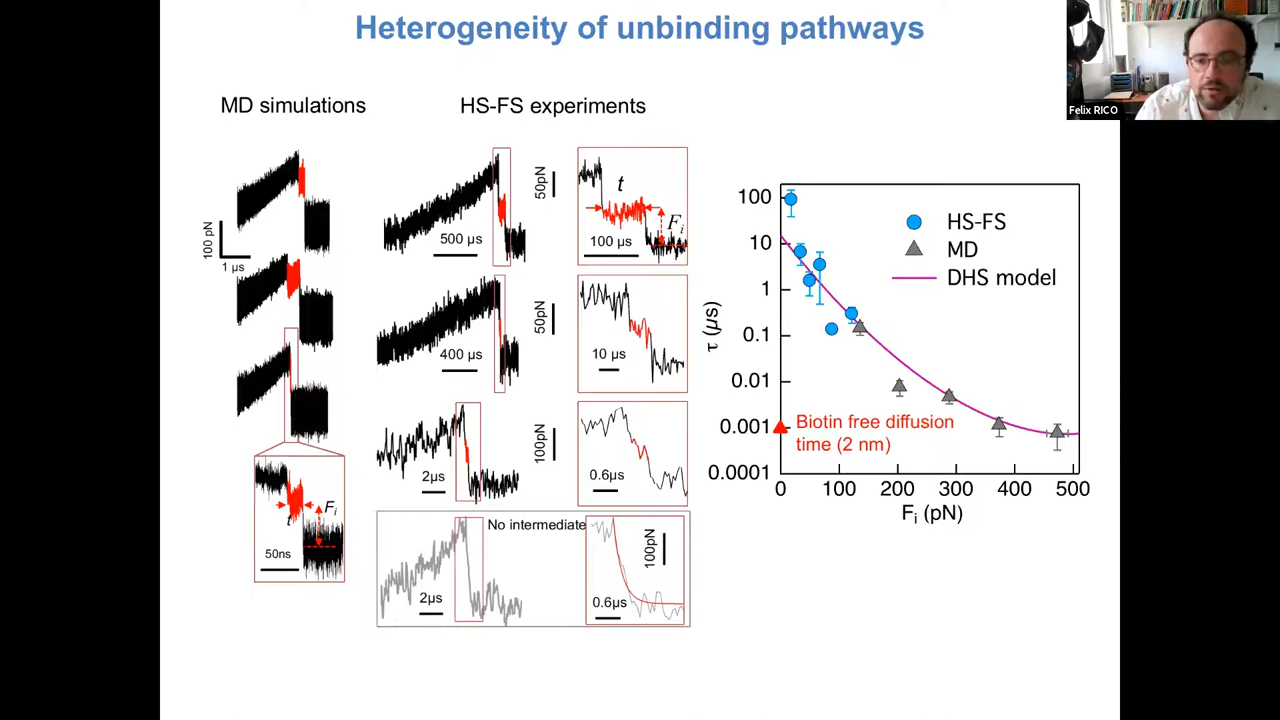 Heterogeneity of unbinding pathways
Felix RICO
MD simulations
HS-FS experiments
100 pN
1 µs
50ns
t
Fi
500 µs
50pN
t
Fi
100 µs
400 µs
50pN
10 µs
2µs
100pN
0.6µs
No intermediate
2µs
100pN
0.6µs
τ (µs)
100
10
1
0.1
0.01
0.001
0.0001
HS-FS
MD
DHS model
Biotin free diffusion
time (2 nm)
0
100
200
300
400
500
Fi (pN)